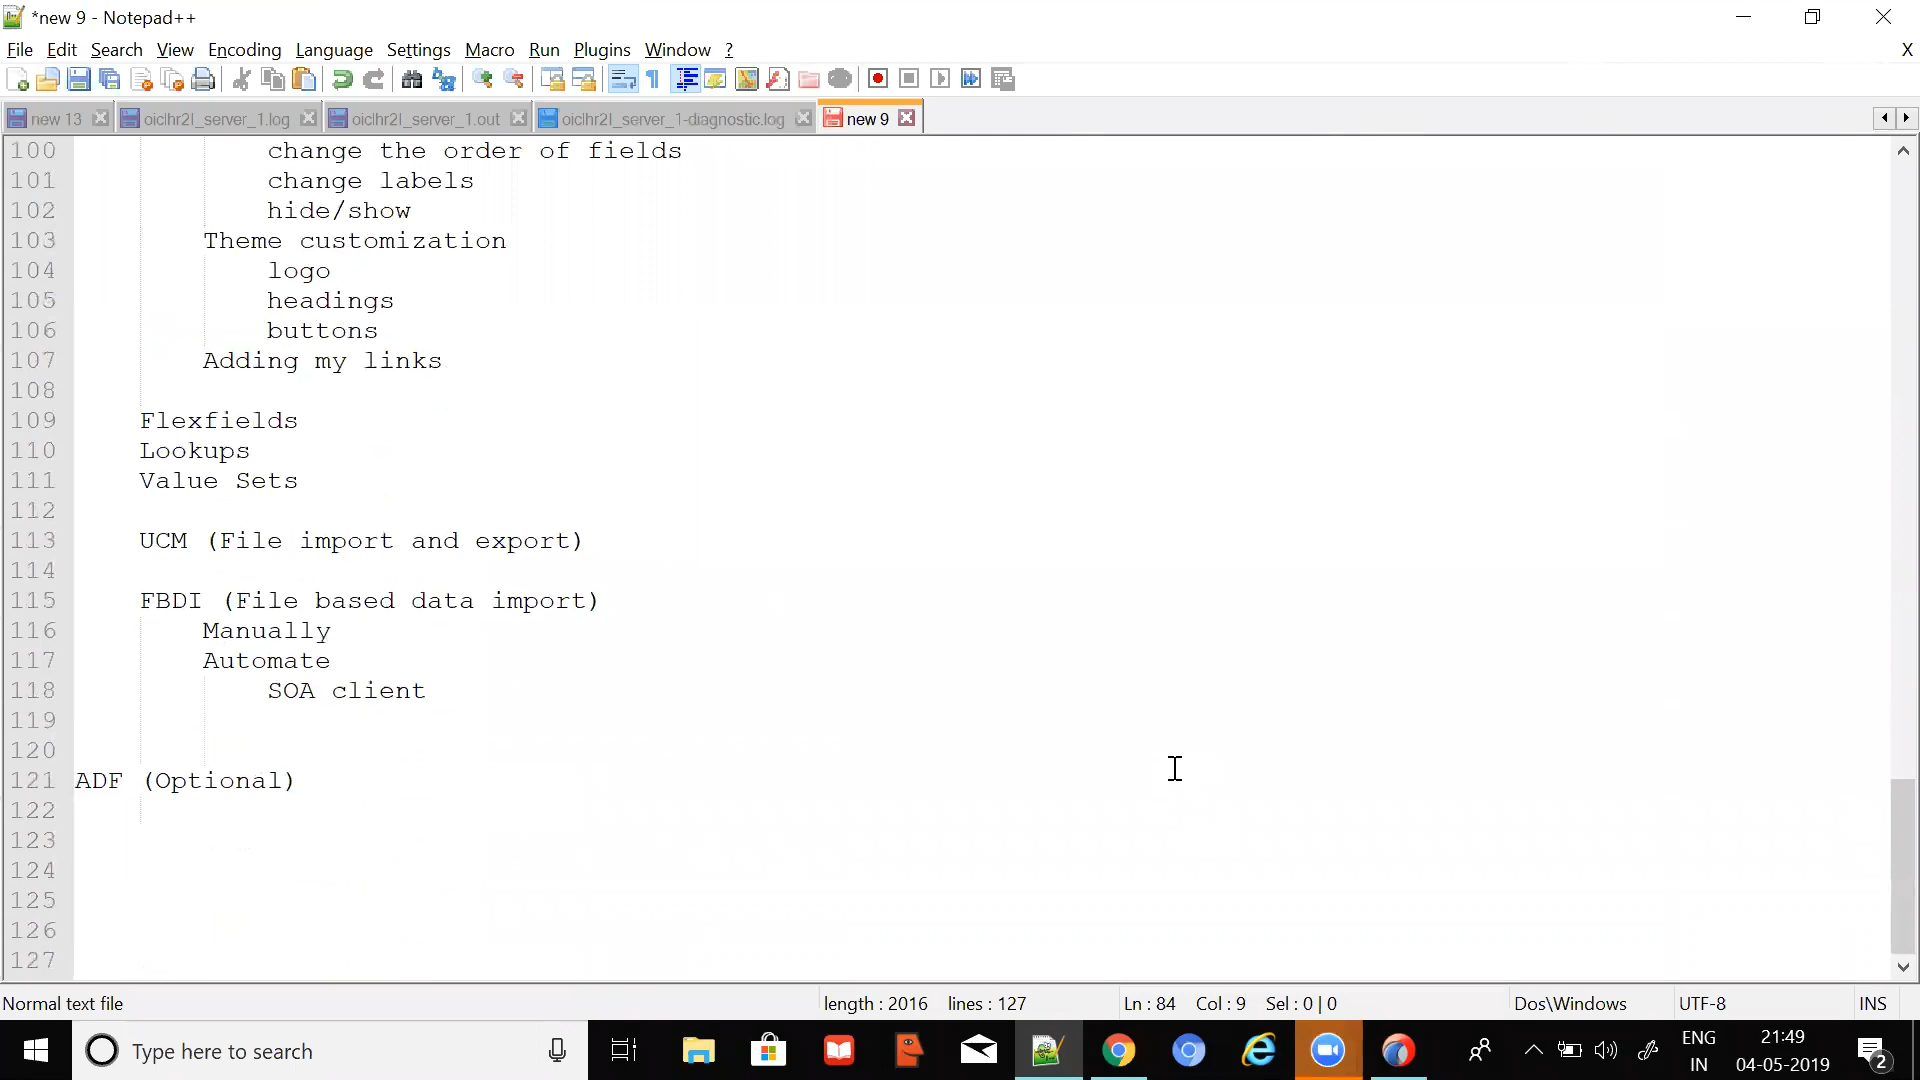 *new 9 - Notepad++
File Edit Search View Encoding Language Settings Macro Run Plugins Window ? X
new 13 oiclhr2l_server_1.log oiclhr2l_server_1.out oiclhr2l_server_1-diagnostic.log new 9
100 change the order of fields
101 change labels
102 hide/show
103 Theme customization
104 logo
105 headings
106 buttons
107 Adding my links
108
109 Flexfields
110 Lookups
111 Value Sets
112
113 UCM (File import and export)
114
115 FBDI (File based data import)
116 Manually
117 Automate
118 SOA client
119
120
121 ADF (Optional)
122
123
124
125
126
127
Normal text file length : 2016 lines : 127 Ln : 84 Col : 9 Sel : 0 | 0 Dos\Windows UTF-8 INS
Type here to search ENG 21:49
IN 04-05-2019 2